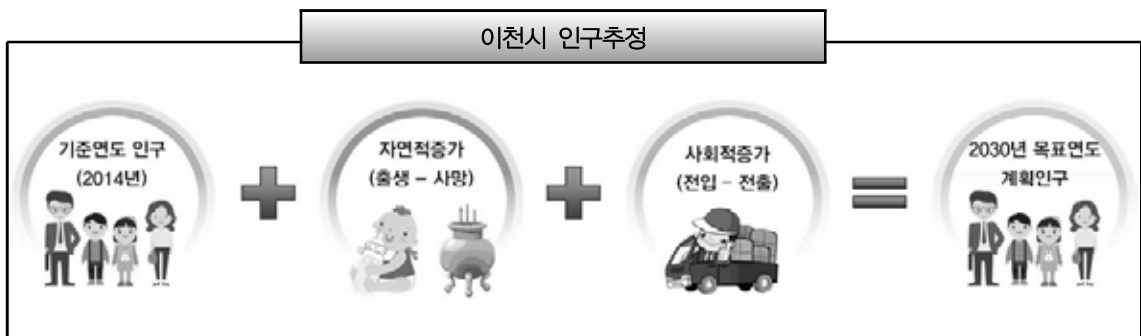 이천시 인구추정
기준연도 인구
(2014년)
자연적증가
(출생 – 사망)
사회적증가
(전입 – 전출)
2030년 목표연도
계획인구